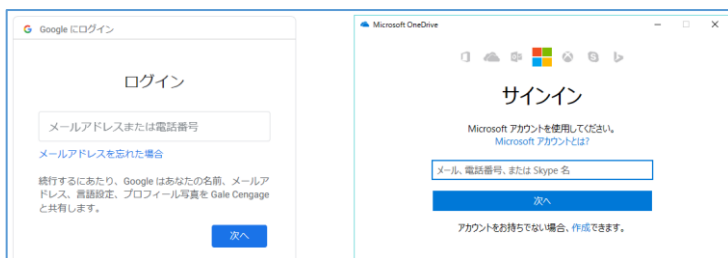 Google にログイン
ログイン
メールアドレスまたは電話番号
メールアドレスを忘れた場合
続行するにあたり、Google はあなたの名前、メールア
ドレス、言語設定、プロフィール写真を Gale Cengage
と共有します。
次へ
Microsoft OneDrive
サインイン
Microsoft アカウントを使用してください。
Microsoft アカウントとは?
メール、電話番号、または Skype 名
次へ
アカウントをお持ちでない場合、作成できます。